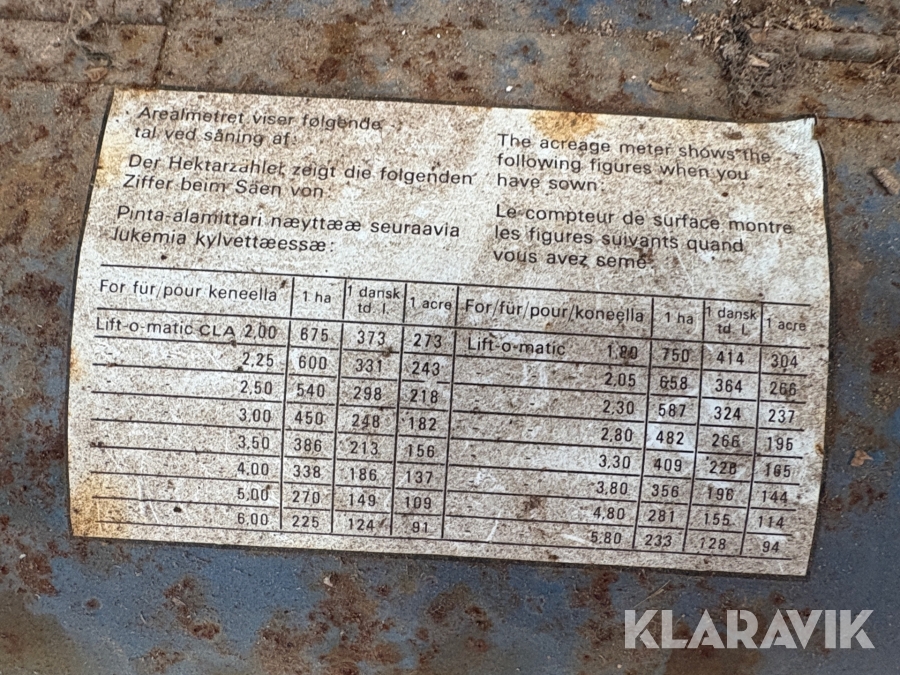 Arealmetret viser følgende
tal ved såning af:
Der Hektarzähler zeigt die folgenden
Ziffer beim Säen von:
Pinta-alamittari næyttææ seuraavia
lukemia kylvettæessæ:
The acreage meter shows the
following figures when you
have sown:
Le compteur de surface montre
les figures suivants quand
vous avez semé
For für/pour keneella 1 ha 1 dansk td. l. 1 acre
Lift-o-matic CLA 2,00 675 373 273
- 2,25 600 331 243
- 2,50 540 298 218
- 3,00 450 248 182
- 3,50 386 213 156
- 4,00 338 186 137
- 5,00 270 149 109
- 6,00 225 124 91
For/für/pour/koneella 1 ha 1 dansk td. l. 1 acre
Lift-o-matic 1,80 750 414 304
- 2,05 658 364 266
- 2,30 587 324 237
- 2,80 482 266 195
- 3,30 409 226 165
- 3,80 356 196 144
- 4,80 281 155 114
- 5,80 233 128 94
KLARAVIK